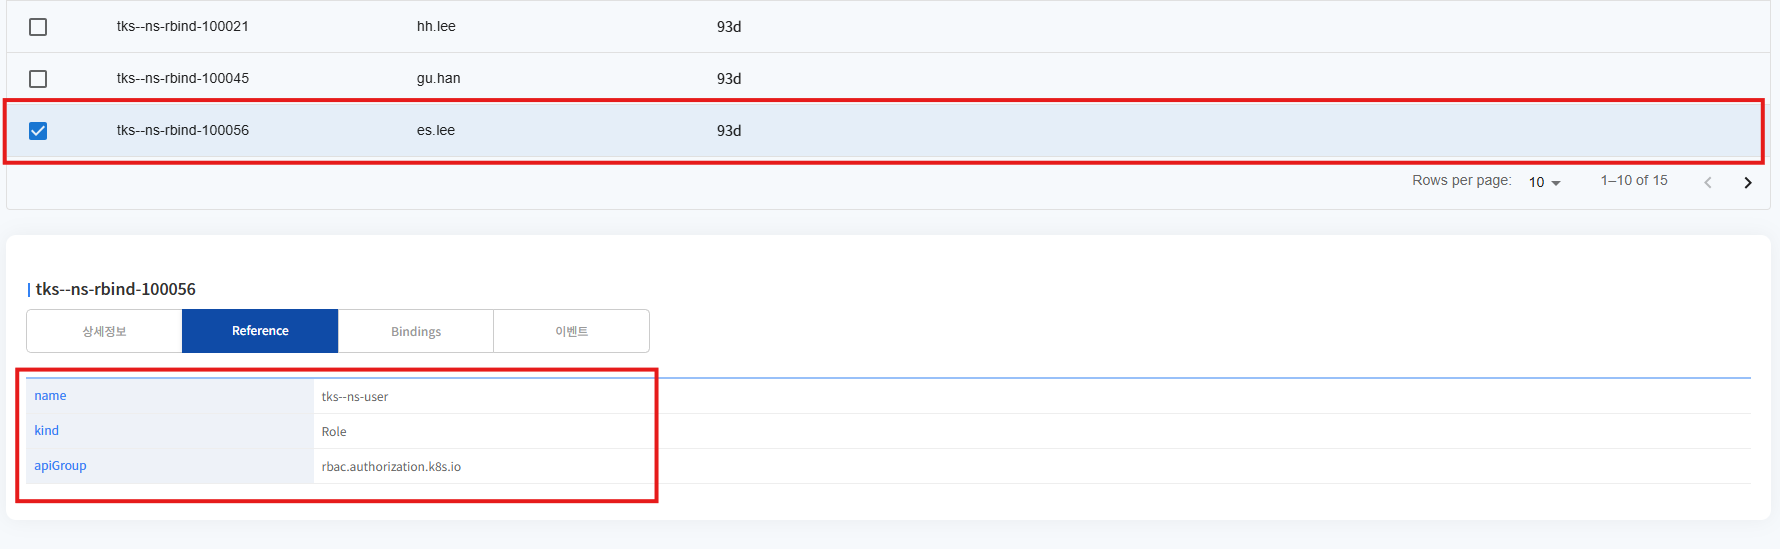 tks--ns-rbind-100021 hh.lee 93d
tks--ns-rbind-100045 gu.han 93d
tks--ns-rbind-100056 es.lee 93d
Rows per page: 10 1–10 of 15
tks--ns-rbind-100056
상세정보 Reference Bindings 이벤트
name tks--ns-user
kind Role
apiGroup rbac.authorization.k8s.io